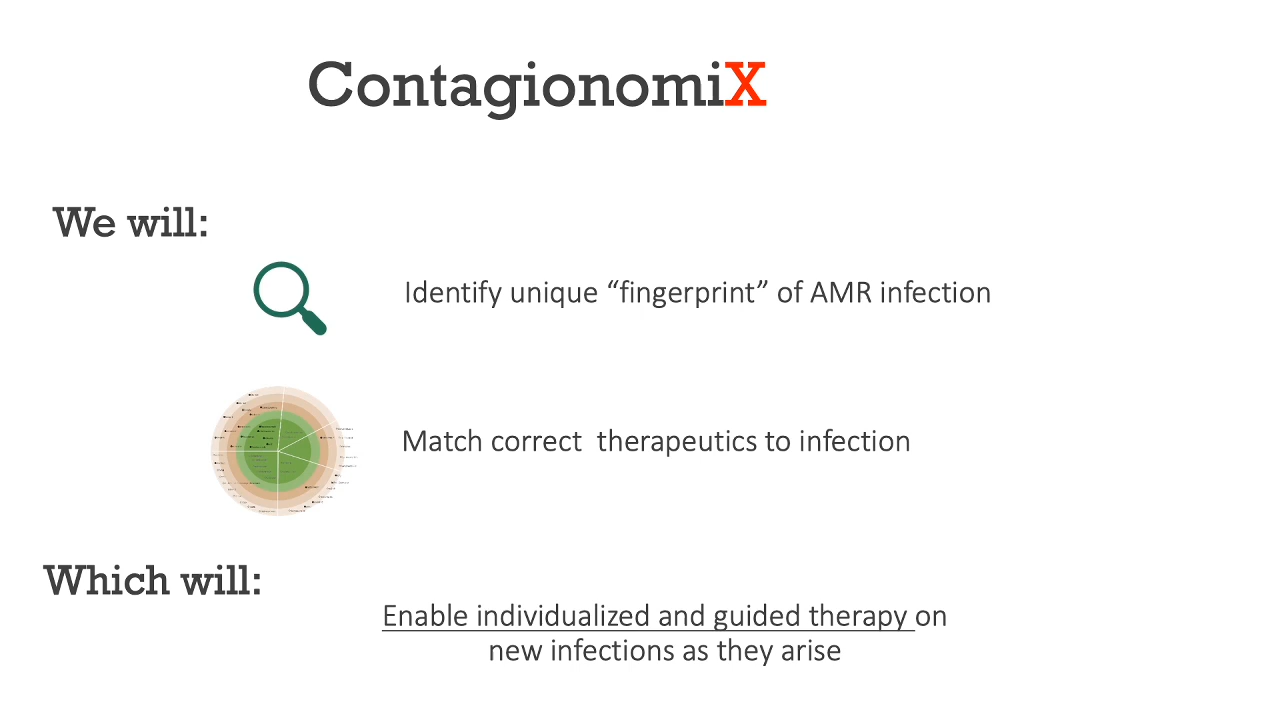 ContagionomiX
We will:
Identify unique “fingerprint” of AMR infection
Match correct  therapeutics to infection
Which will:
Enable individualized and guided therapy on
new infections as they arise